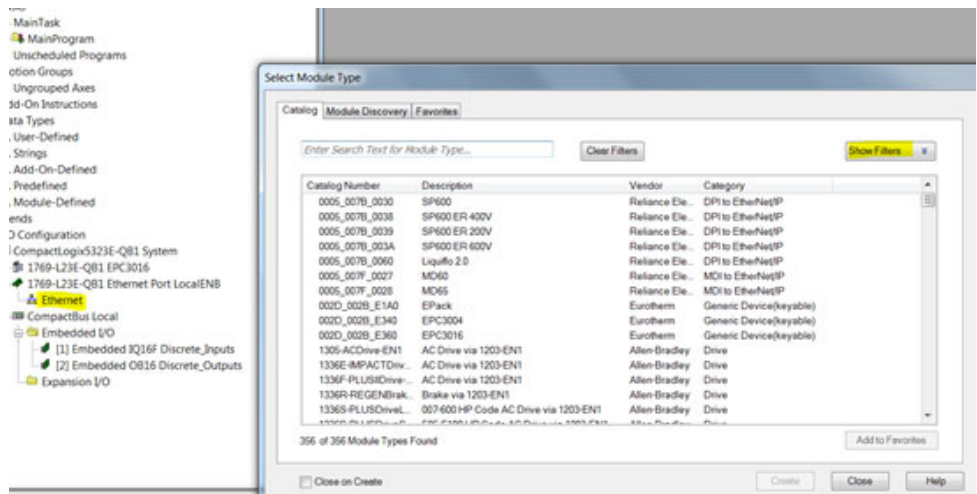 MainTask
MainProgram
Unscheduled Programs
otion Groups
Ungrouped Axes
dd-On Instructions
ata Types
User-Defined
Strings
Add-On-Defined
Predefined
Module-Defined
ends
O Configuration
CompactLogix5323E-QB1 System
1769-L23E-QB1 EPC3016
1769-L23E-QB1 Ethernet Port LocalENB
Ethernet
CompactBus Local
Embedded I/O
[1] Embedded IQ16F Discrete_Inputs
[2] Embedded OB16 Discrete_Outputs
Expansion I/O
Select Module Type
Catalog Module Discovery Favorites
Enter Search Text for Module Type... Clear Filters Show Filters
Catalog Number Description Vendor Category
0005_007B_0030 SP600 Reliance Ele... DPI to EtherNet/IP
0005_007B_0038 SP600 ER 400V Reliance Ele... DPI to EtherNet/IP
0005_007B_0039 SP600 ER 200V Reliance Ele... DPI to EtherNet/IP
0005_007B_003A SP600 ER 600V Reliance Ele... DPI to EtherNet/IP
0005_007B_0060 Liquiflo 2.0 Reliance Ele... DPI to EtherNet/IP
0005_007F_0027 MD60 Reliance Ele... MDI to EtherNet/IP
0005_007F_0028 MD65 Reliance Ele... MDI to EtherNet/IP
002D_002B_E1A0 EPack Eurotherm Generic Device(keyable)
002D_002B_E340 EPC3004 Eurotherm Generic Device(keyable)
002D_002B_E360 EPC3016 Eurotherm Generic Device(keyable)
1305-ACDrive-EN1 AC Drive via 1203-EN1 Allen-Bradley Drive
1336E-IMPACTDriv... AC Drive via 1203-EN1 Allen-Bradley Drive
1336F-PLUSIIDrive-... AC Drive via 1203-EN1 Allen-Bradley Drive
1336R-REGENBrak... Brake via 1203-EN1 Allen-Bradley Drive
1336S-PLUSDriveL... 007-600 HP Code AC Drive via 1203-EN1 Allen-Bradley Drive
356 of 356 Module Types Found Add to Favorites
Close on Create Create Close Help